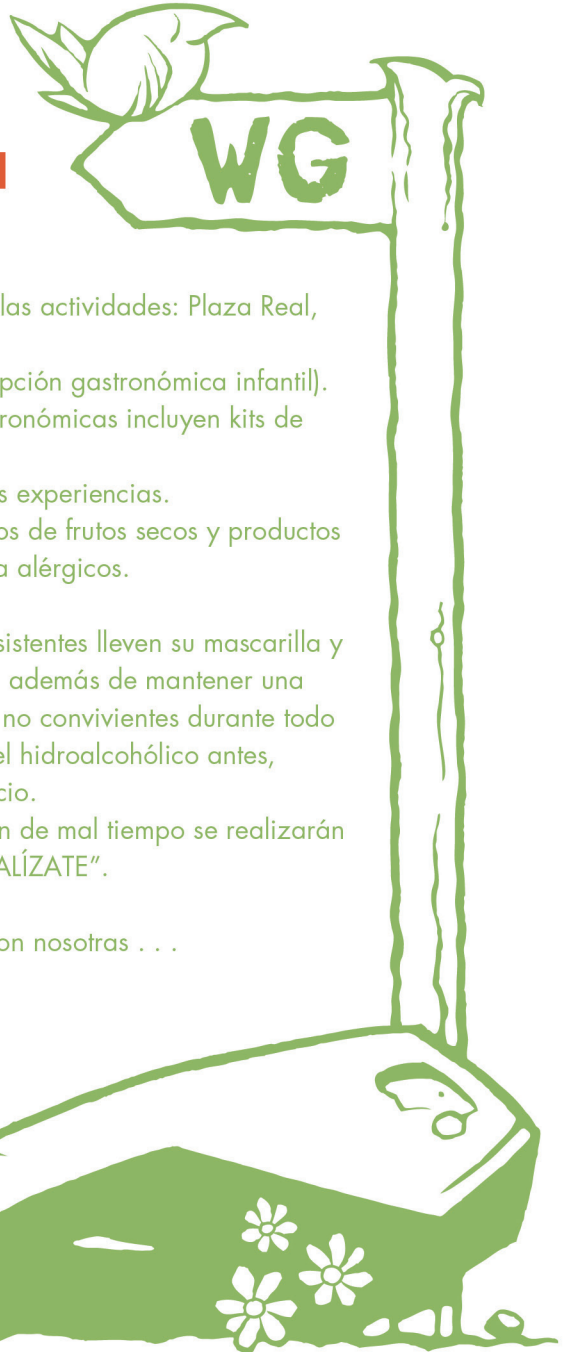 WG
las actividades: Plaza Real,
pción gastronómica infantil).
ronómicas incluyen kits de
s experiencias.
os de frutos secos y productos
a alérgicos.
sistentes lleven su mascarilla y
además de mantener una
no convivientes durante todo
el hidroalcohólico antes,
cio.
n de mal tiempo se realizarán
ALÍZATE”.
on nosotras . . .